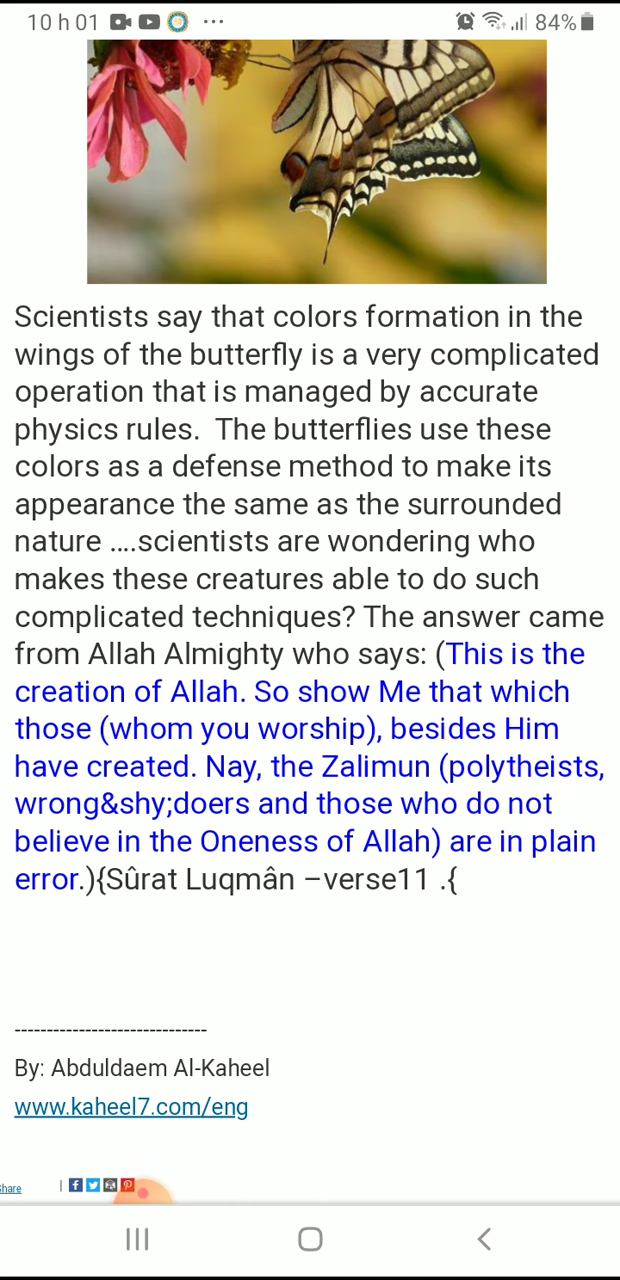 10 h 01 ... 84%
Scientists say that colors formation in the
wings of the butterfly is a very complicated
operation that is managed by accurate
physics rules.  The butterflies use these
colors as a defense method to make its
appearance the same as the surrounded
nature ....scientists are wondering who
makes these creatures able to do such
complicated techniques? The answer came
from Allah Almighty who says: (This is the
creation of Allah. So show Me that which
those (whom you worship), besides Him
have created. Nay, the Zalimun (polytheists,
wrong&shy;doers and those who do not
believe in the Oneness of Allah) are in plain
error.){Sûrat Luqmân –verse11 .{
------------------------------
By: Abduldaem Al-Kaheel
www.kaheel7.com/eng
Share |